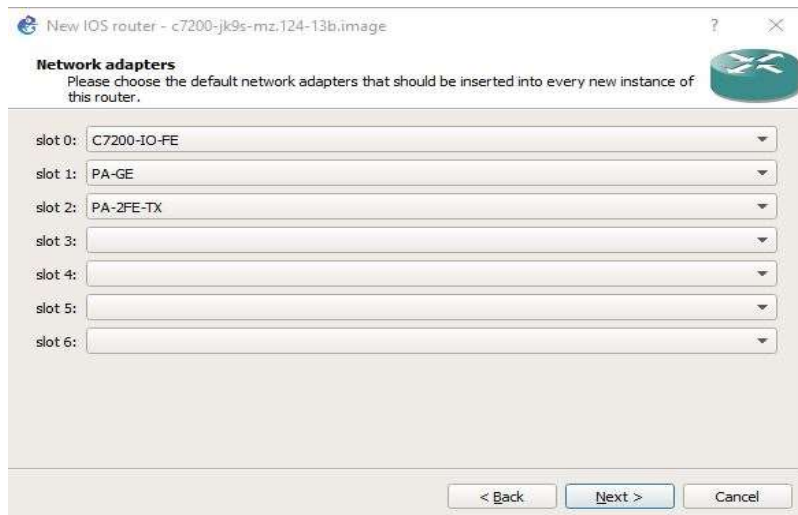 New IOS router - c7200-jk9s-mz.124-13b.image ?
Network adapters
Please choose the default network adapters that should be inserted into every new instance of
this router.
slot 0: C7200-IO-FE
slot 1: PA-GE
slot 2: PA-2FE-TX
slot 3:
slot 4:
slot 5:
slot 6:
< Back Next > Cancel